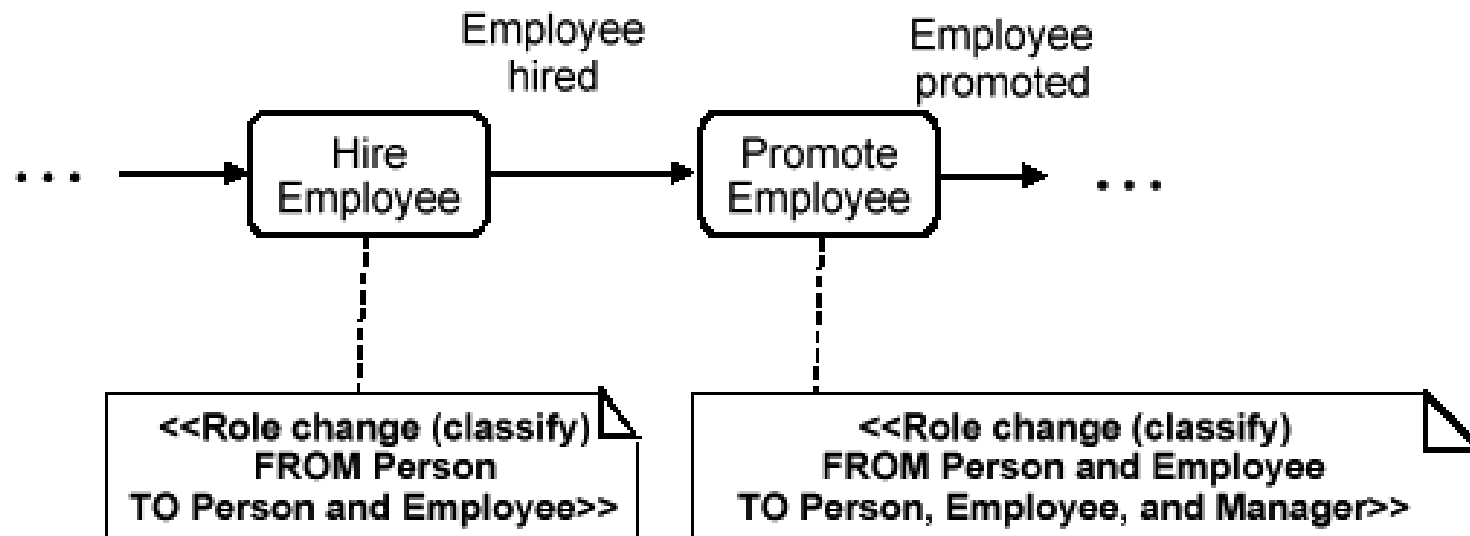 Employee
hired
Employee
promoted
...
Hire
Employee
Promote
Employee
...
<<Role change (classify)
FROM Person
TO Person and Employee>>
<<Role change (classify)
FROM Person and Employee
TO Person, Employee, and Manager>>